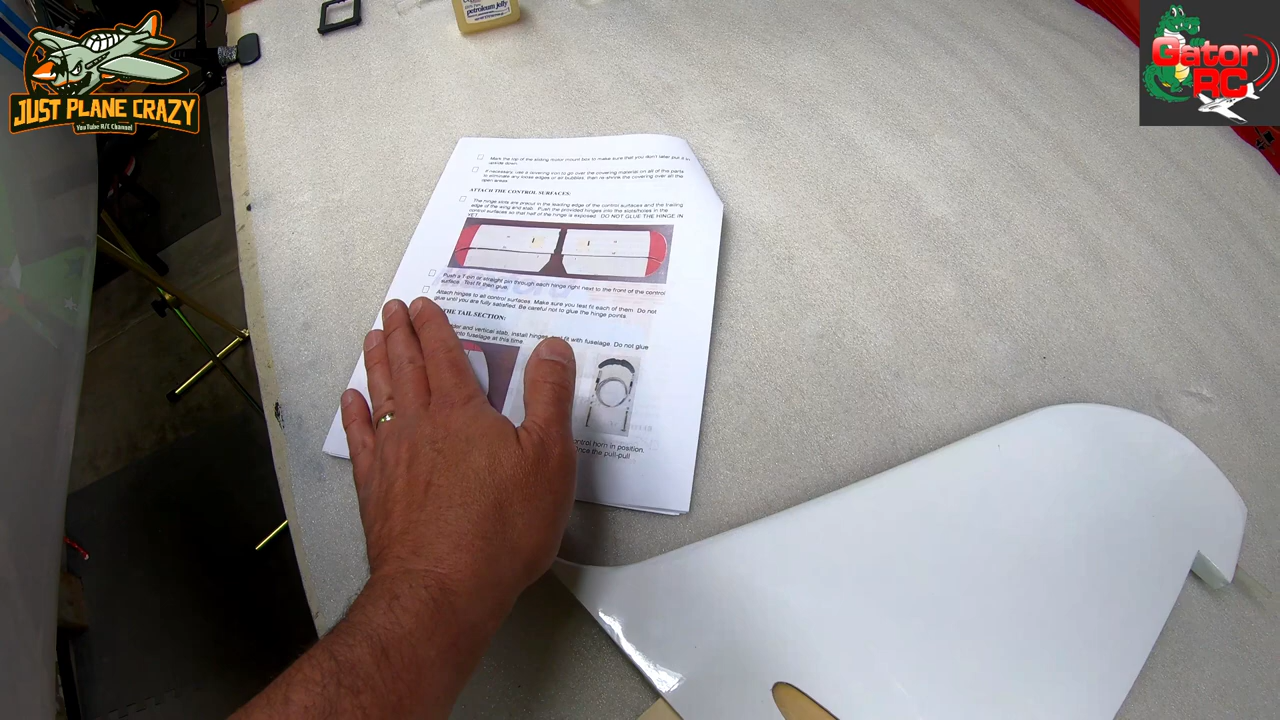 JUST PLANE CRAZY
YouTube R/C Channel
Gator
RC
petroleum jelly
Mark the top of the sliding motor mount box to make sure that you don't later put it in
upside down.
If necessary, use a covering iron to go over the covering material on all of the parts
to eliminate any loose edges or air bubbles, then re-shrink the covering over all the
open areas.
ATTACH THE CONTROL SURFACES:
The hinge slots are precut in the leading edge of the control surfaces and the trailing
edge of the wing and stab. Push the provided hinges into the slots/holes in the
control surfaces so that half of the hinge is exposed. DO NOT GLUE THE HINGE IN
YET.
Push a T-pin or straight pin through each hinge right next to the front of the control
surface. Test fit then glue.
Attach hinges to all control surfaces. Make sure you test fit each of them. Do not
glue until you are fully satisfied. Be careful not to glue the hinge points.
THE TAIL SECTION:
and vertical stab, install hinges, fit with fuselage. Do not glue
into fuselage at this time
control horn in position.
Once the pull-pull